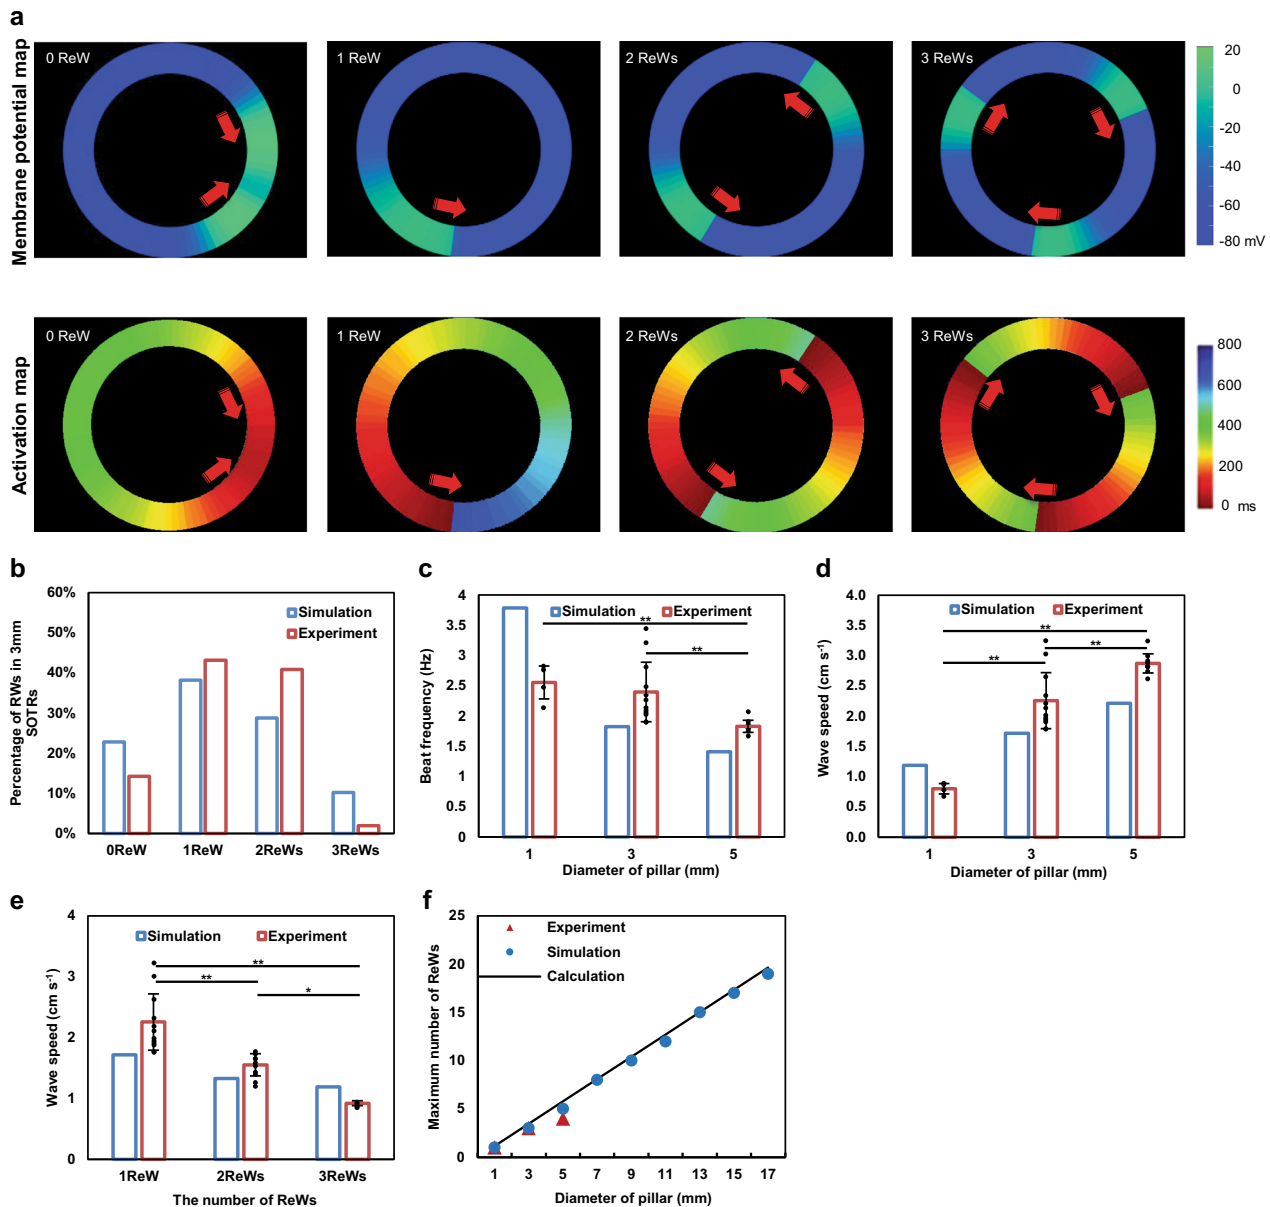 a
Membrane potential map
0 ReW
1 ReW
2 ReWs
3 ReWs
20
0
-20
-40
-60
-80 mV
Activation map
0 ReW
1 ReW
2 ReWs
3 ReWs
800
600
400
200
0 ms
b
Percentage of RWs in 3mm
SOTRs
60%
50%
40%
30%
20%
10%
0%
Simulation
Experiment
0ReW 1ReW 2ReWs 3ReWs
c
Beat frequency (Hz)
4
3.5
3
2.5
2
1.5
1
0.5
0
Simulation Experiment
**
**
1 3 5
Diameter of pillar (mm)
d
Wave speed (cm s⁻¹)
4.0
3.5
3.0
2.5
2.0
1.5
1.0
0.5
0.0
Simulation Experiment
**
**
**
1 3 5
Diameter of pillar (mm)
e
Wave speed (cm s⁻¹)
4
3
2
1
0
Simulation Experiment
**
**
*
1ReW 2ReWs 3ReWs
The number of ReWs
f
Maximum number of ReWs
25
20
15
10
5
0
Experiment
Simulation
Calculation
1 3 5 7 9 11 13 15 17
Diameter of pillar (mm)